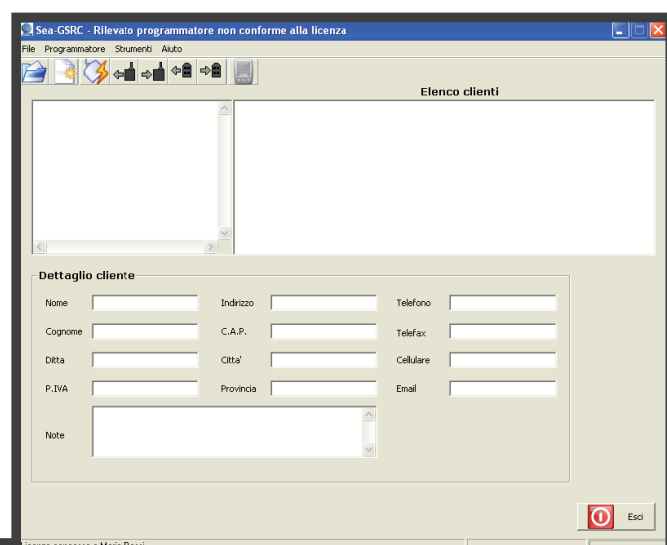 Sea-GSRC - Rilevato programmatore non conforme alla licenza
File Programmatore Strumenti Aiuto
Elenco clienti
Dettaglio cliente
Nome Indirizzo Telefono
Cognome C.A.P. Telefax
Ditta Citta' Cellulare
P.IVA Provincia Email
Note
Esci